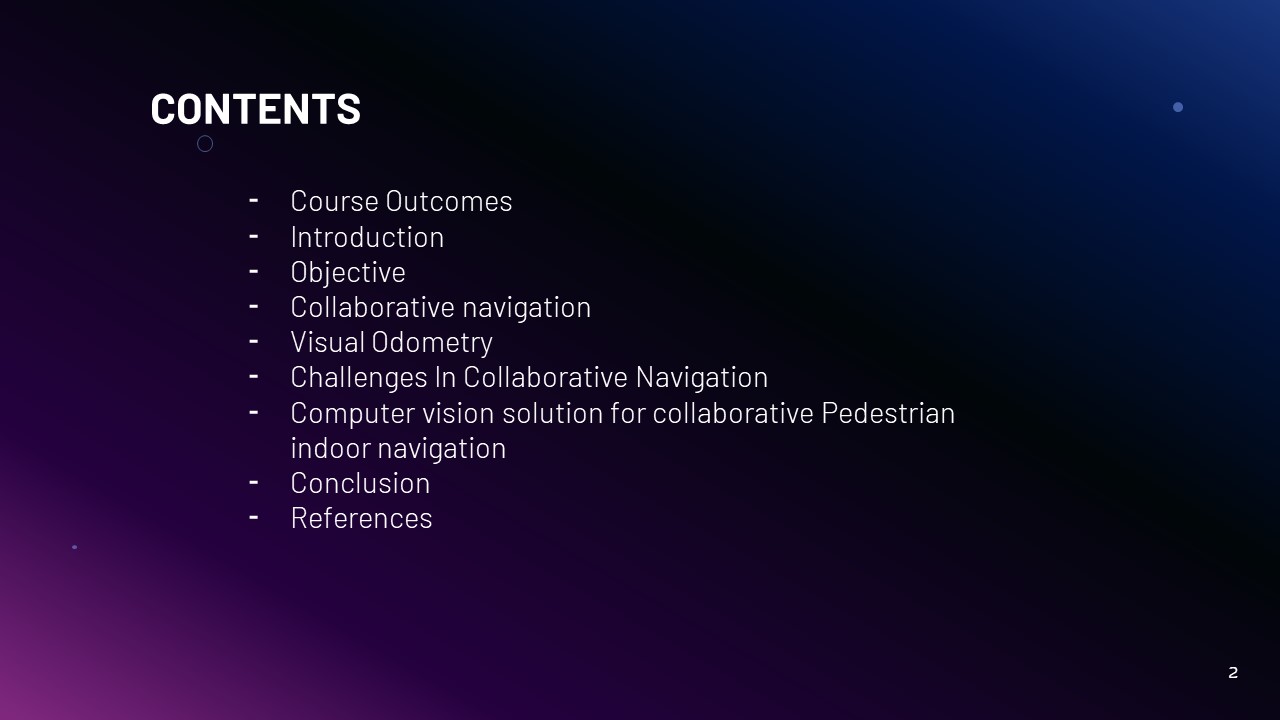 CONTENTS
- Course Outcomes
- Introduction
- Objective
- Collaborative navigation
- Visual Odometry
- Challenges In Collaborative Navigation
- Computer vision solution for collaborative Pedestrian
indoor navigation
- Conclusion
- References
2